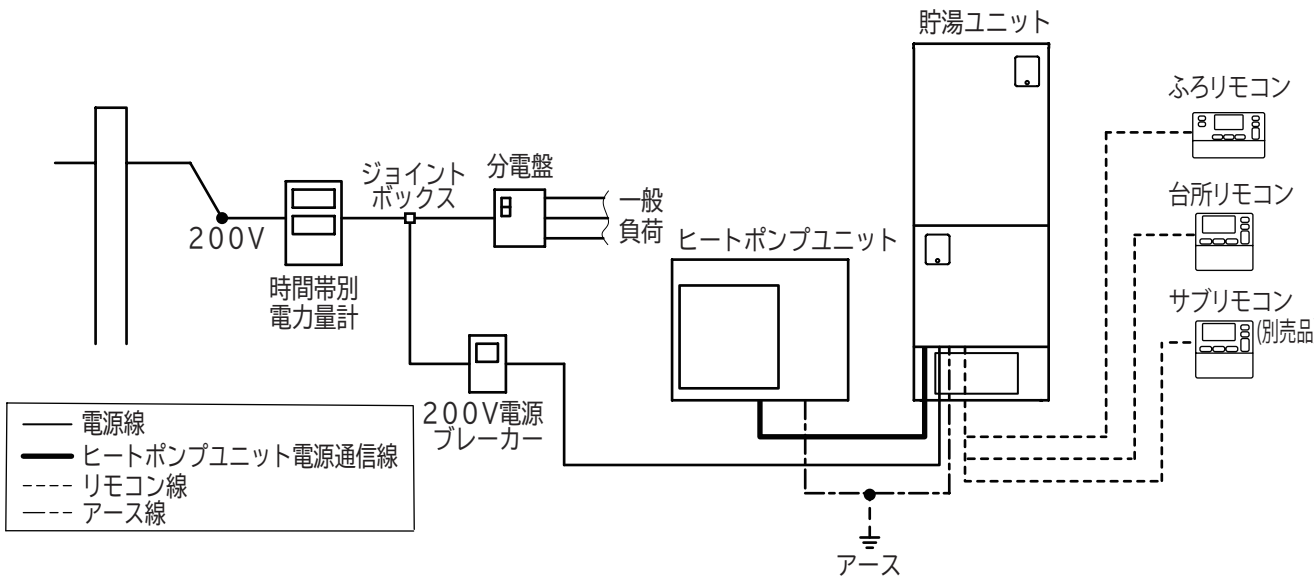 貯湯ユニット
ふろリモコン
台所リモコン
サブリモコン
(別売品
ジョイント
ボックス
分電盤
一般
負荷
200V
時間帯別
電力量計
ヒートポンプユニット
200V電源
ブレーカー
電源線
ヒートポンプユニット電源通信線
リモコン線
アース線
アース